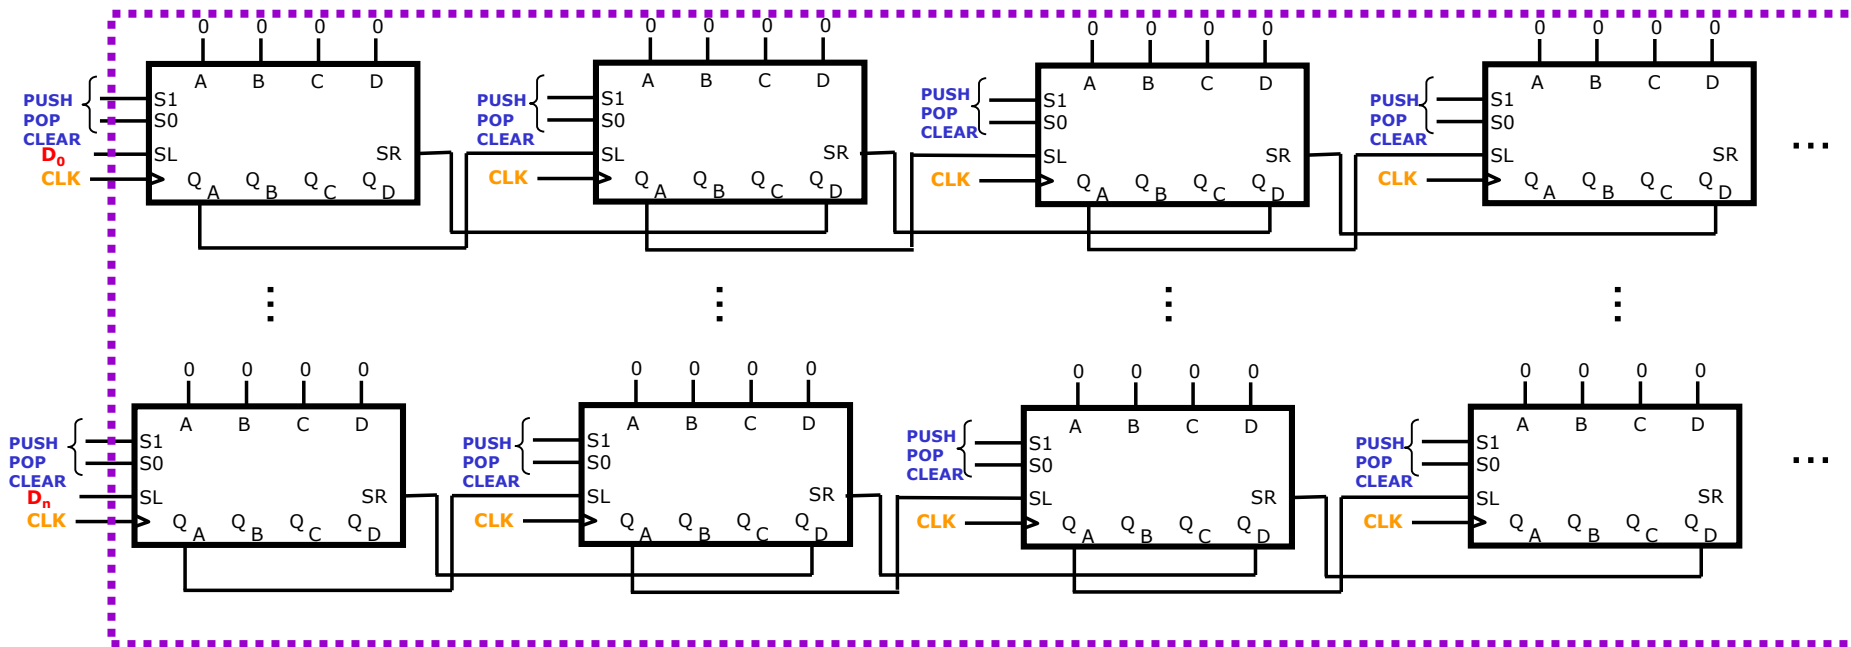 0 0 0 0 0 0 0 0 0 0 0 0 0 0 0 0
A B C D A B C D A B C D A B C D
PUSH S1 PUSH S1 PUSH S1 PUSH S1
POP S0 POP S0 POP S0 POP S0
CLEAR CLEAR CLEAR CLEAR
D0 SL SR SL SR SL SR SL SR ...
CLK QA QB QC QD CLK QA QB QC QD CLK QA QB QC QD CLK QA QB QC QD
⋮ ⋮ ⋮ ⋮
0 0 0 0 0 0 0 0 0 0 0 0 0 0 0 0
A B C D A B C D A B C D A B C D
PUSH S1 PUSH S1 PUSH S1 PUSH S1
POP S0 POP S0 POP S0 POP S0 ...
CLEAR CLEAR CLEAR CLEAR
Dn SL SR SL SR SL SR SL SR
CLK QA QB QC QD CLK QA QB QC QD CLK QA QB QC QD CLK QA QB QC QD